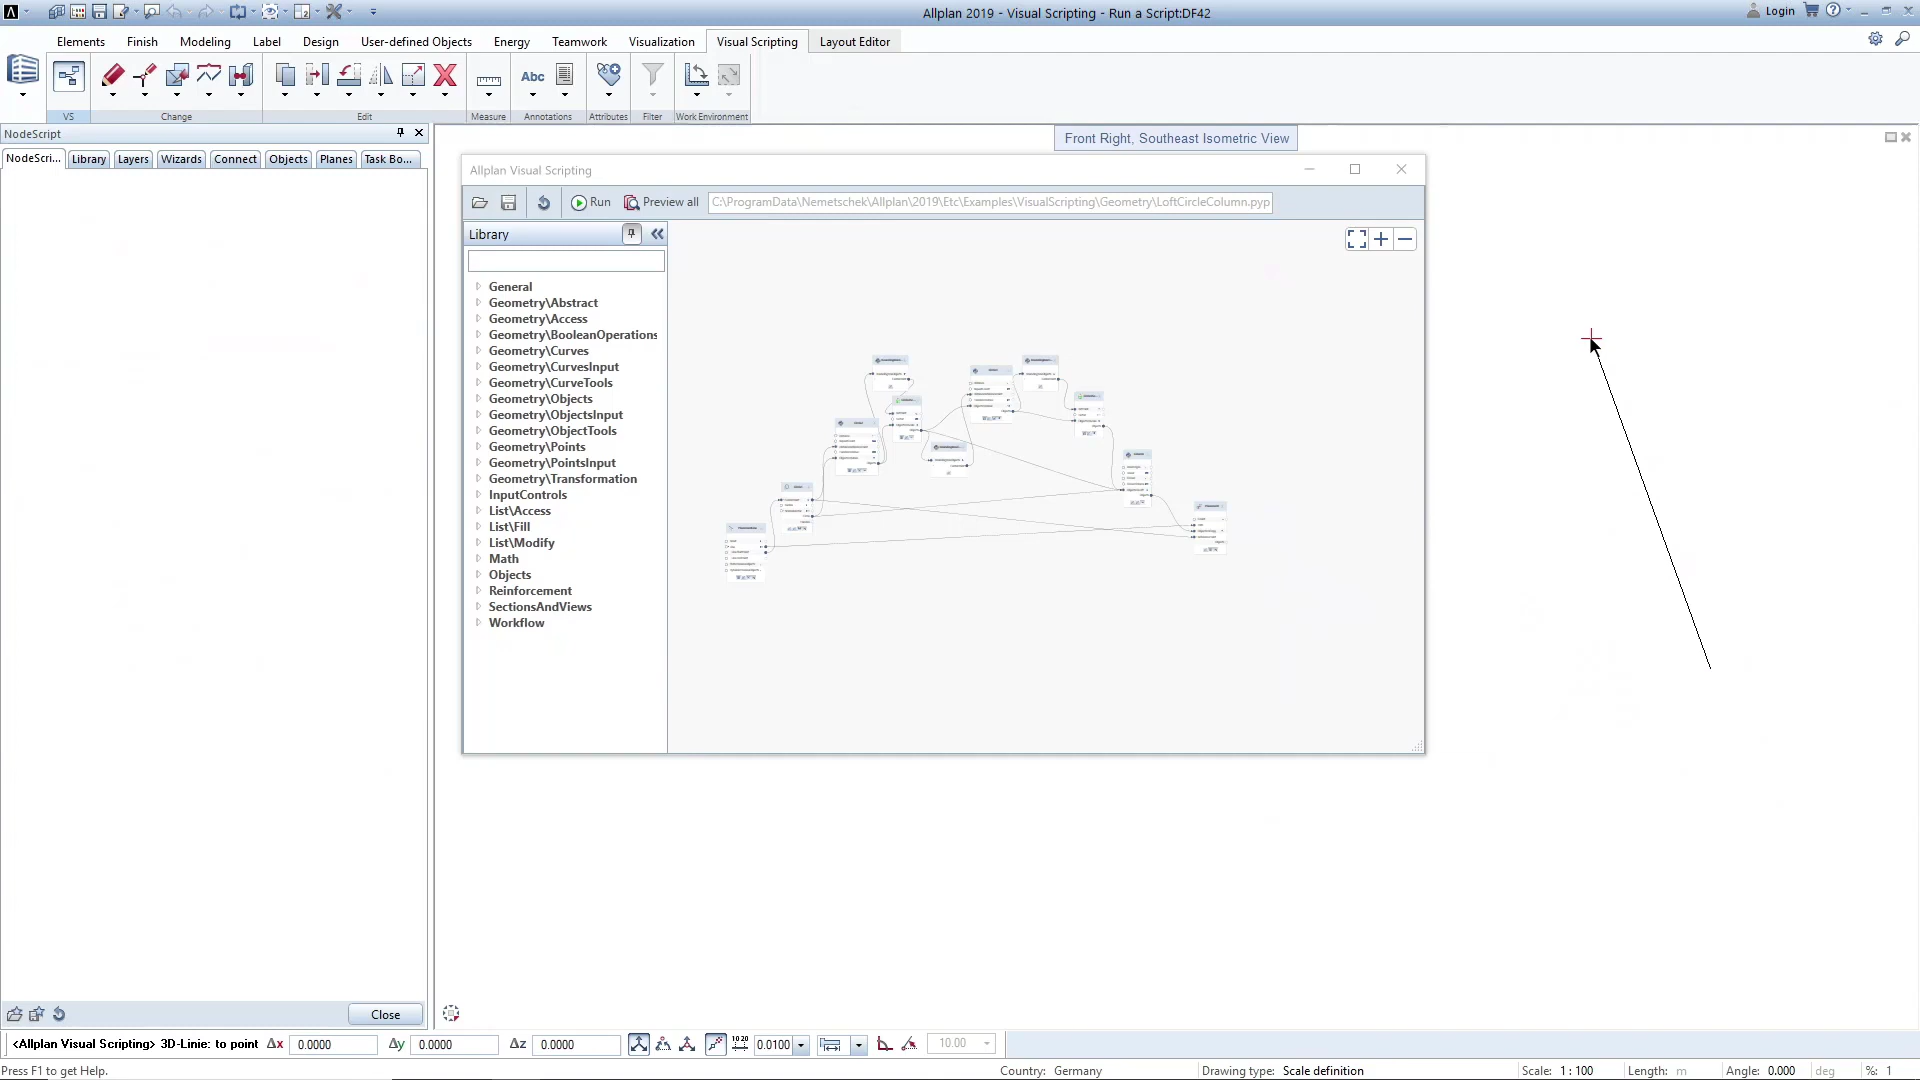 Allplan 2019 - Visual Scripting - Run a Script:DF42
Login
Elements Finish Modeling Label Design User-defined Objects Energy Teamwork Visualization Visual Scripting Layout Editor
Abc
VS Change Edit Measure Annotations Attributes Filter Work Environment
NodeScript
NodeScri... Library Layers Wizards Connect Objects Planes Task Bo...
Front Right, Southeast Isometric View
Allplan Visual Scripting
Run Preview all C:\ProgramData\Nemetschek\Allplan\2019\Etc\Examples\VisualScripting\Geometry\LoftCircleColumn.pyp
Library
General
Geometry\Abstract
Geometry\Access
Geometry\BooleanOperations
Geometry\Curves
Geometry\CurvesInput
Geometry\CurveTools
Geometry\Objects
Geometry\ObjectsInput
Geometry\ObjectTools
Geometry\Points
Geometry\PointsInput
Geometry\Transformation
InputControls
List\Access
List\Fill
List\Modify
Math
Objects
Reinforcement
SectionsAndViews
Workflow
Close
<Allplan Visual Scripting> 3D-Linie: to point Δx 0.0000 Δy 0.0000 Δz 0.0000 10 20 0.0100 10.00
Press F1 to get Help. Country: Germany Drawing type: Scale definition Scale: 1 : 100 Length: m Angle: 0.000 deg %: 1